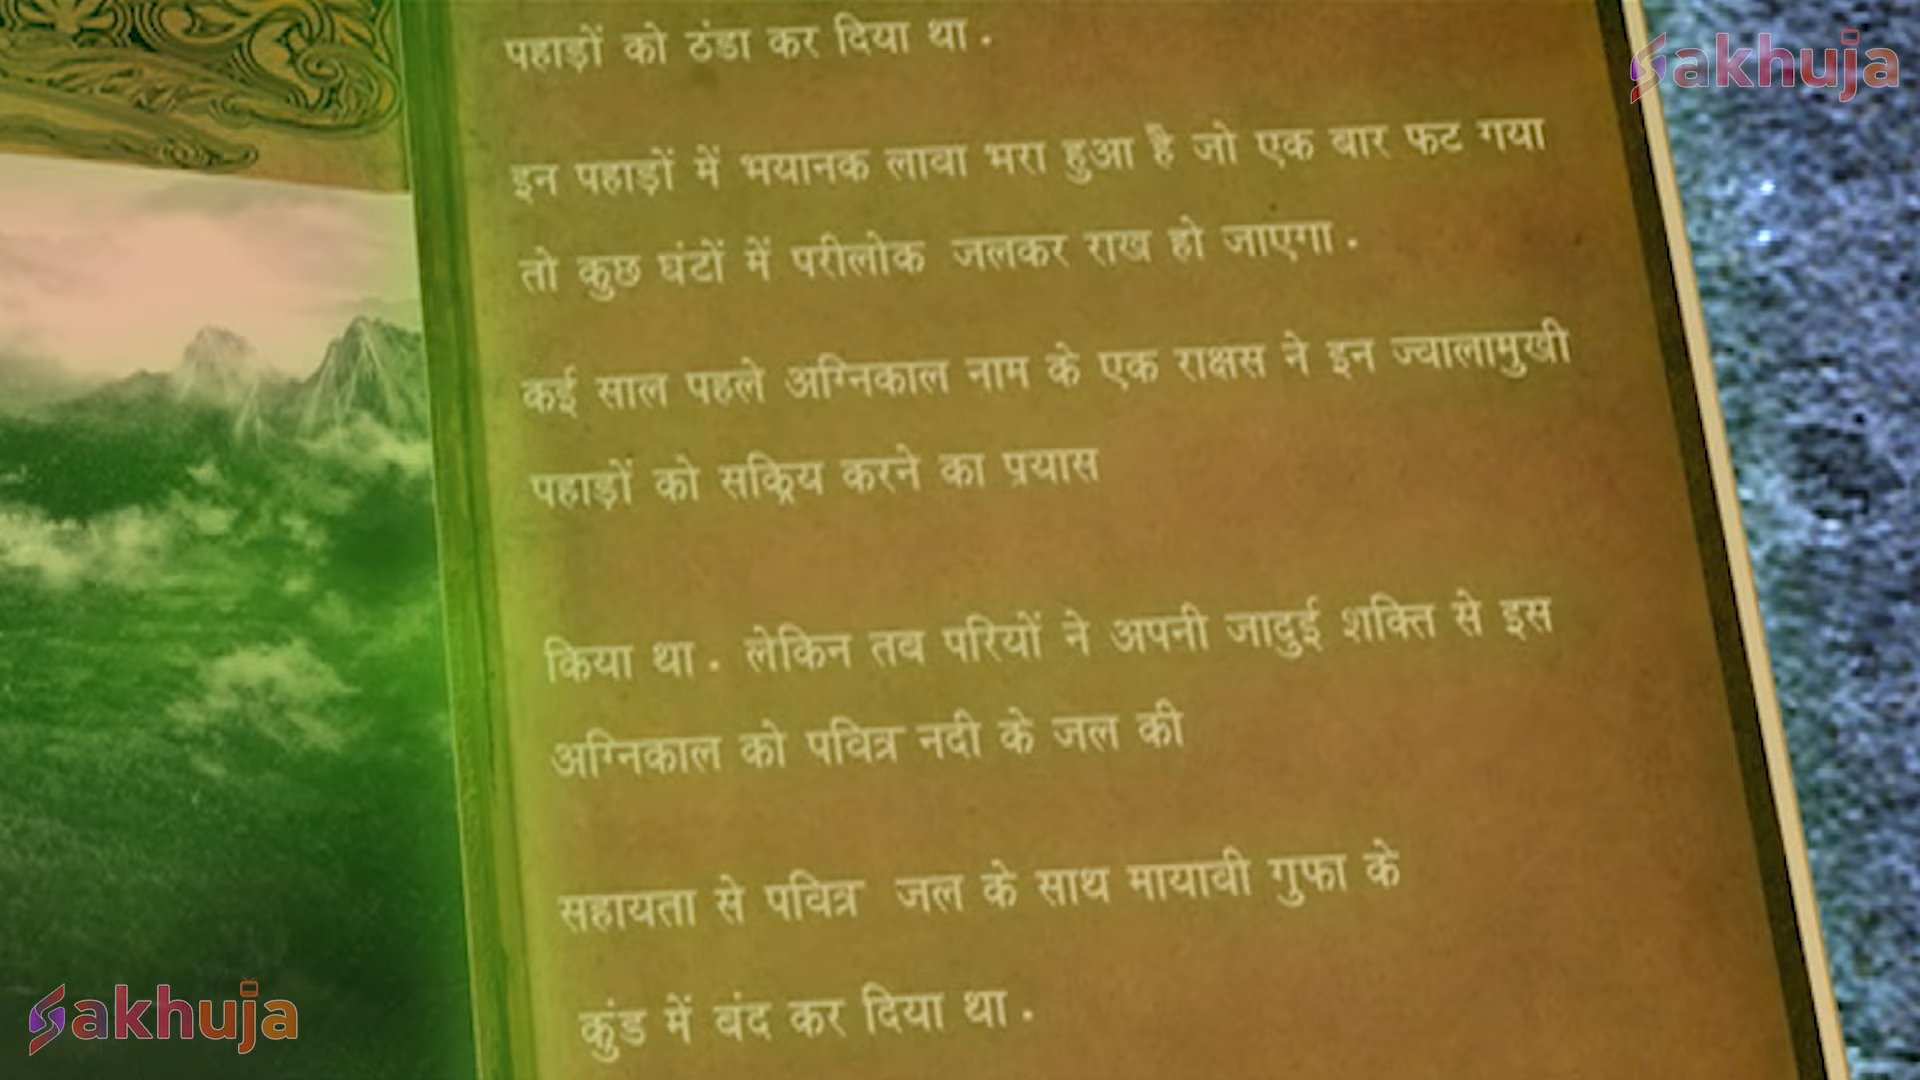 पहाड़ों को ठंडा कर दिया था .
इन पहाड़ों में भयानक लावा भरा हुआ है जो एक बार फट गया
तो कुछ घंटों में परीलोक जलकर राख हो जाएगा .
कई साल पहले अग्निकाल नाम के एक राक्षस ने इन ज्वालामुखी
पहाड़ों को सक्रिय करने का प्रयास
किया था . लेकिन तब परियों ने अपनी जादुई शक्ति से इस
अग्निकाल को पवित्र नदी के जल की
सहायता से पवित्र जल के साथ मायावी गुफा के
कुंड में बंद कर दिया था .
Sakhuja
Sakhuja